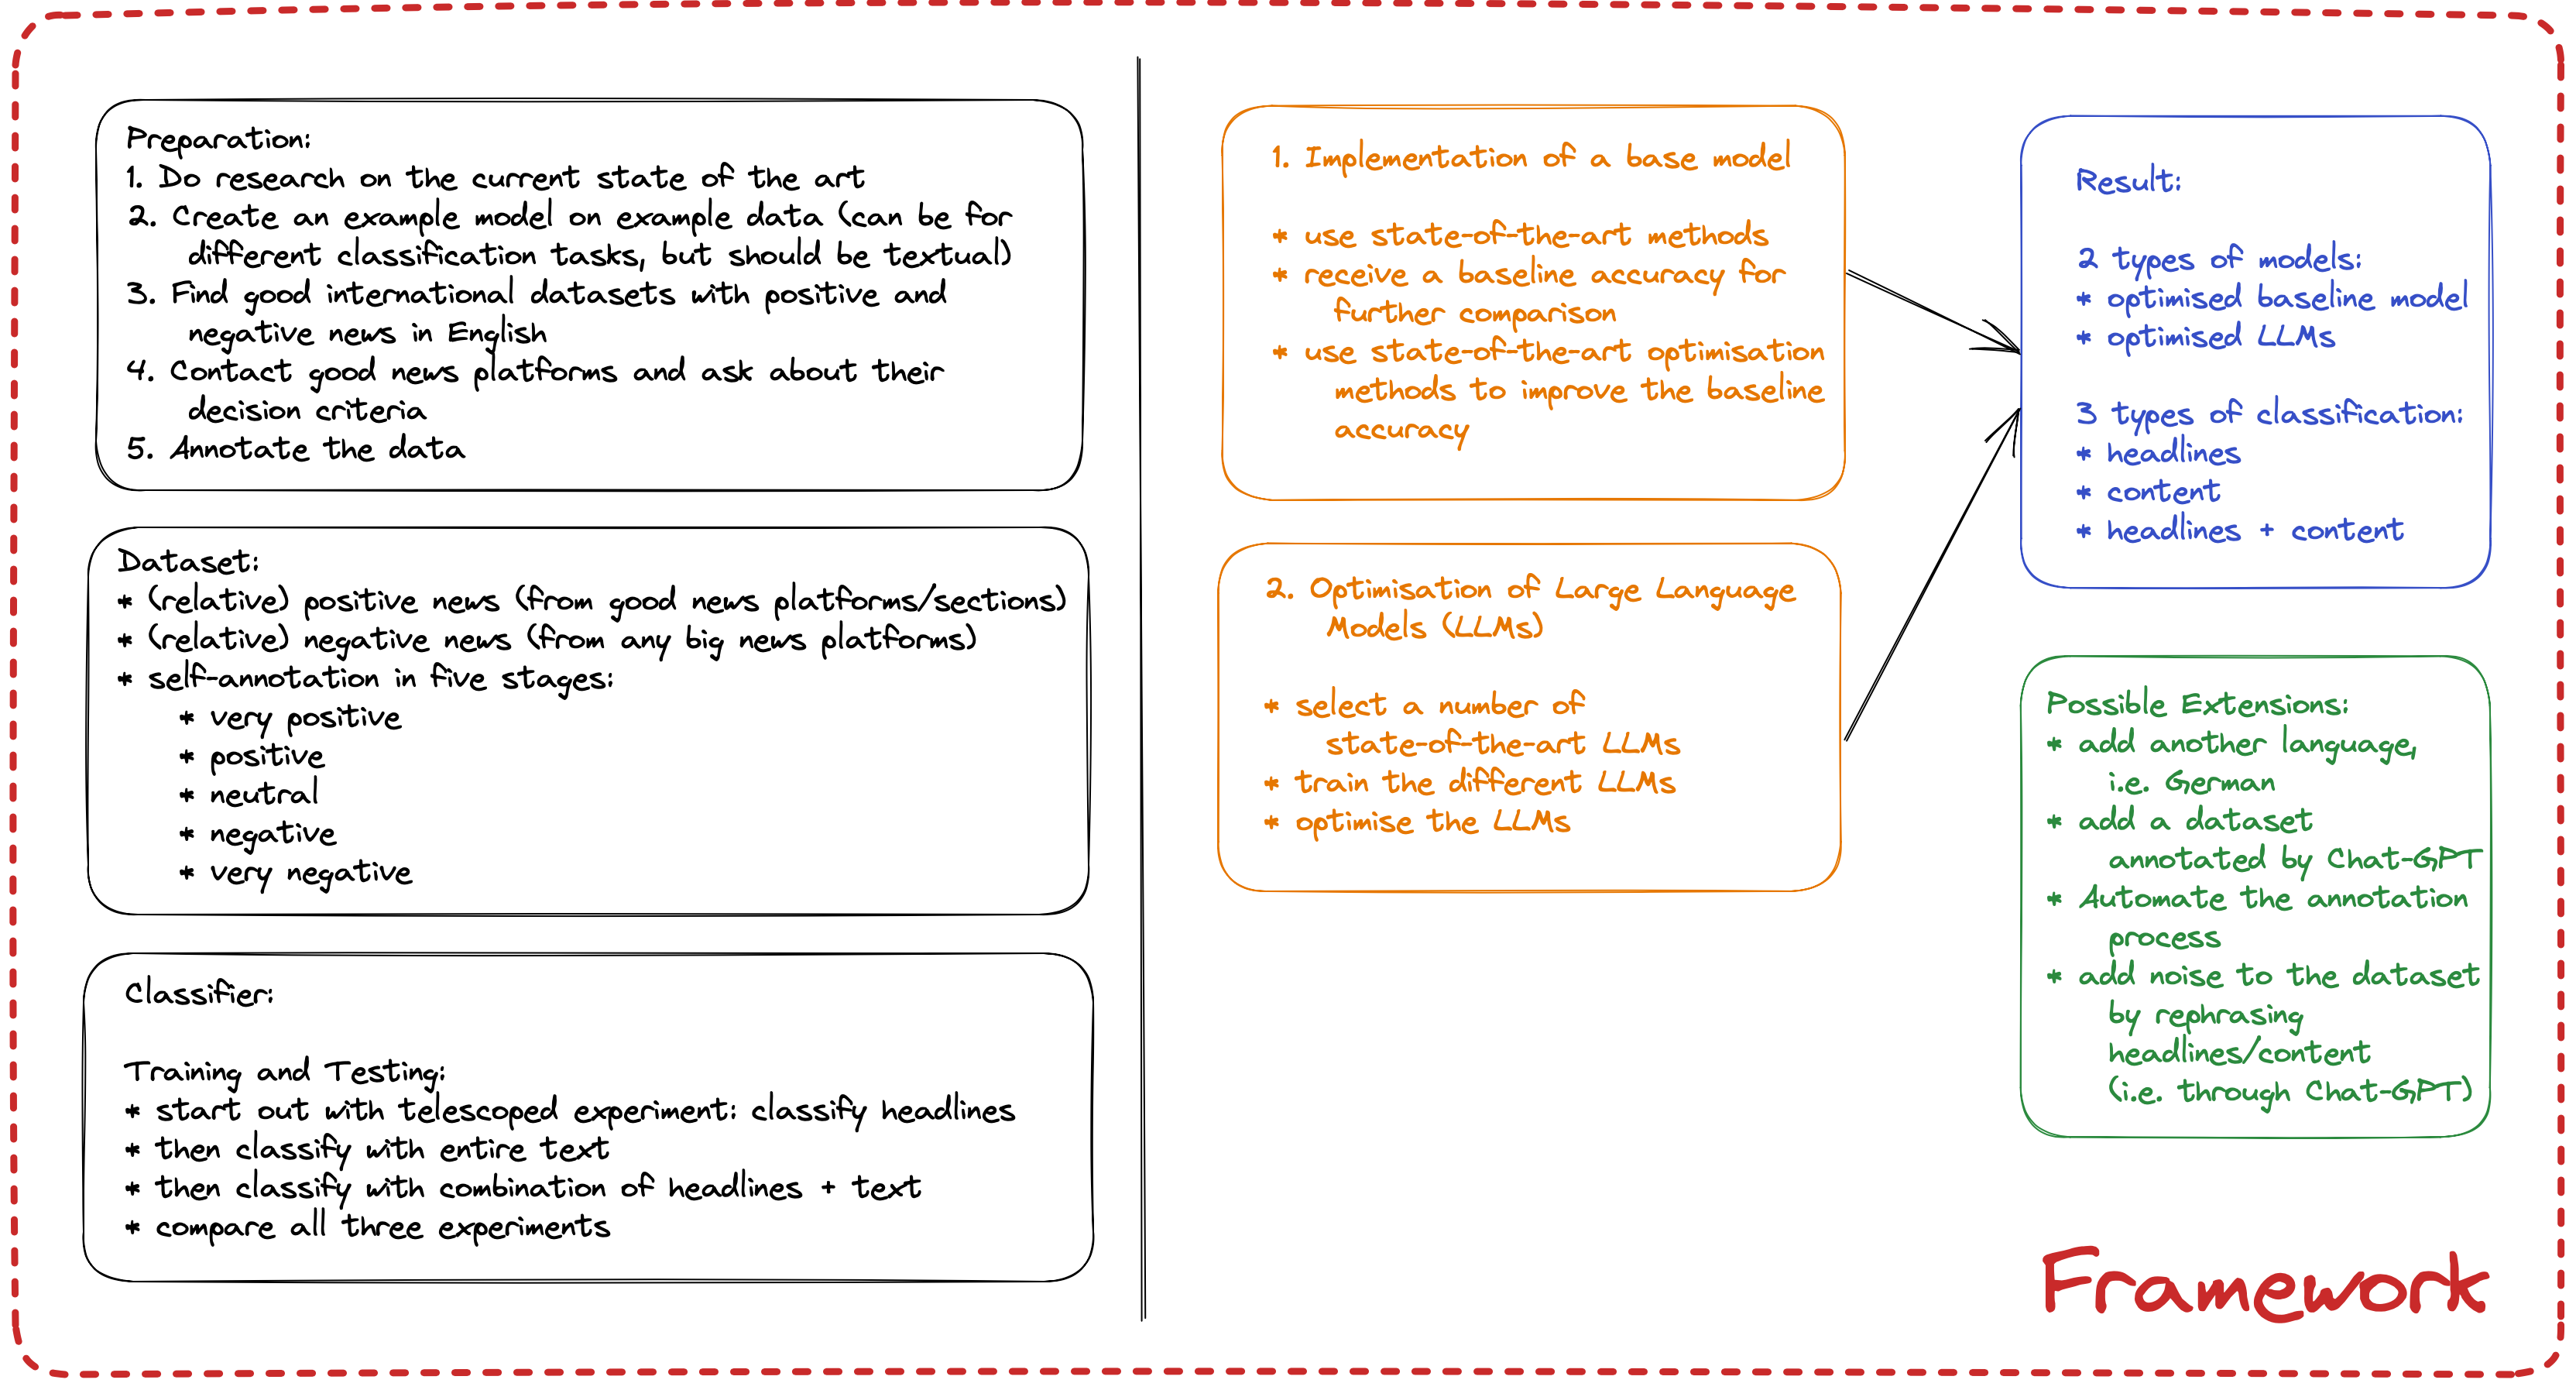 Preparation:
1. Do research on the current state of the art
2. Create an example model on example data (can be for
different classification tasks, but should be textual)
3. Find good international datasets with positive and
negative news in English
4. Contact good news platforms and ask about their
decision criteria
5. Annotate the data
Dataset:
* (relative) positive news (from good news platforms/sections)
* (relative) negative news (from any big news platforms)
* self-annotation in five stages:
* very positive
* positive
* neutral
* negative
* very negative
Classifier:
Training and Testing:
* start out with telescoped experiment: classify headlines
* then classify with entire text
* then classify with combination of headlines + text
* compare all three experiments
1. Implementation of a base model
* use state-of-the-art methods
* receive a baseline accuracy for
further comparison
* use state-of-the-art optimisation
methods to improve the baseline
accuracy
2. Optimisation of Large Language
Models (LLMs)
* select a number of
state-of-the-art LLMs
* train the different LLMs
* optimise the LLMs
Result:
2 types of models:
* optimised baseline model
* optimised LLMs
3 types of classification:
* headlines
* content
* headlines + content
Possible Extensions:
* add another language,
i.e. German
* add a dataset
annotated by Chat-GPT
* Automate the annotation
process
* add noise to the dataset
by rephrasing
headlines/content
(i.e. through Chat-GPT)
Framework